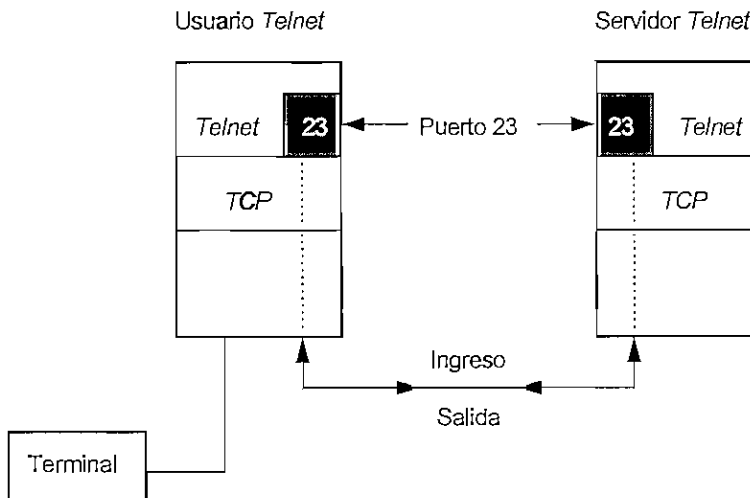 Usuario Telnet
Servidor Telnet
Telnet 23
Puerto 23
23 Telnet
TCP
TCP
Ingreso
Salida
Terminal